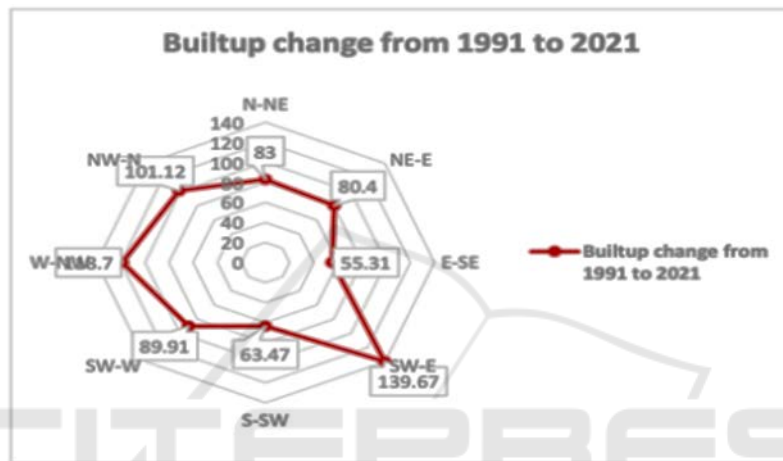 Builtup change from 1991 to 2021
N-NE
140
120
100
80
60
40
20
0
83
NE-E
80.4
E-SE
55.31
SW-E
139.67
S-SW
63.47
SW-W
89.91
NW-N
101.12
Builtup change from
1991 to 2021